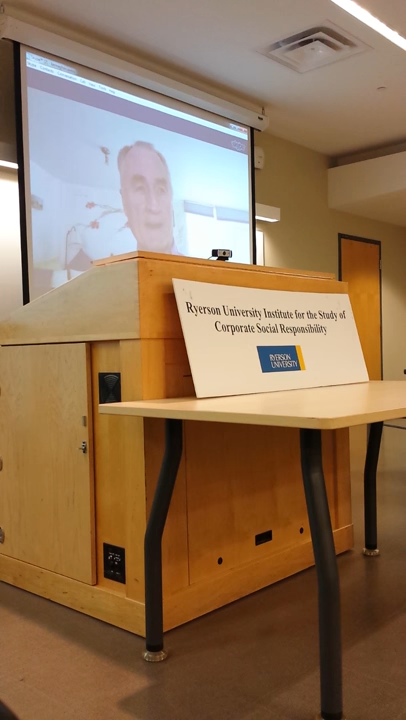 Ryerson University Institute for the Study of
Corporate Social Responsibility
RYERSON
UNIVERSITY